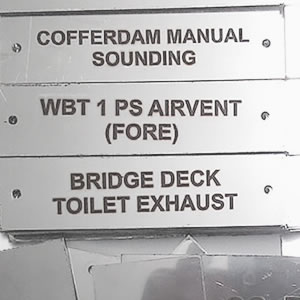 COFFERDAM MANUAL
SOUNDING
WBT 1 PS AIRVENT
(FORE)
BRIDGE DECK
TOILET EXHAUST